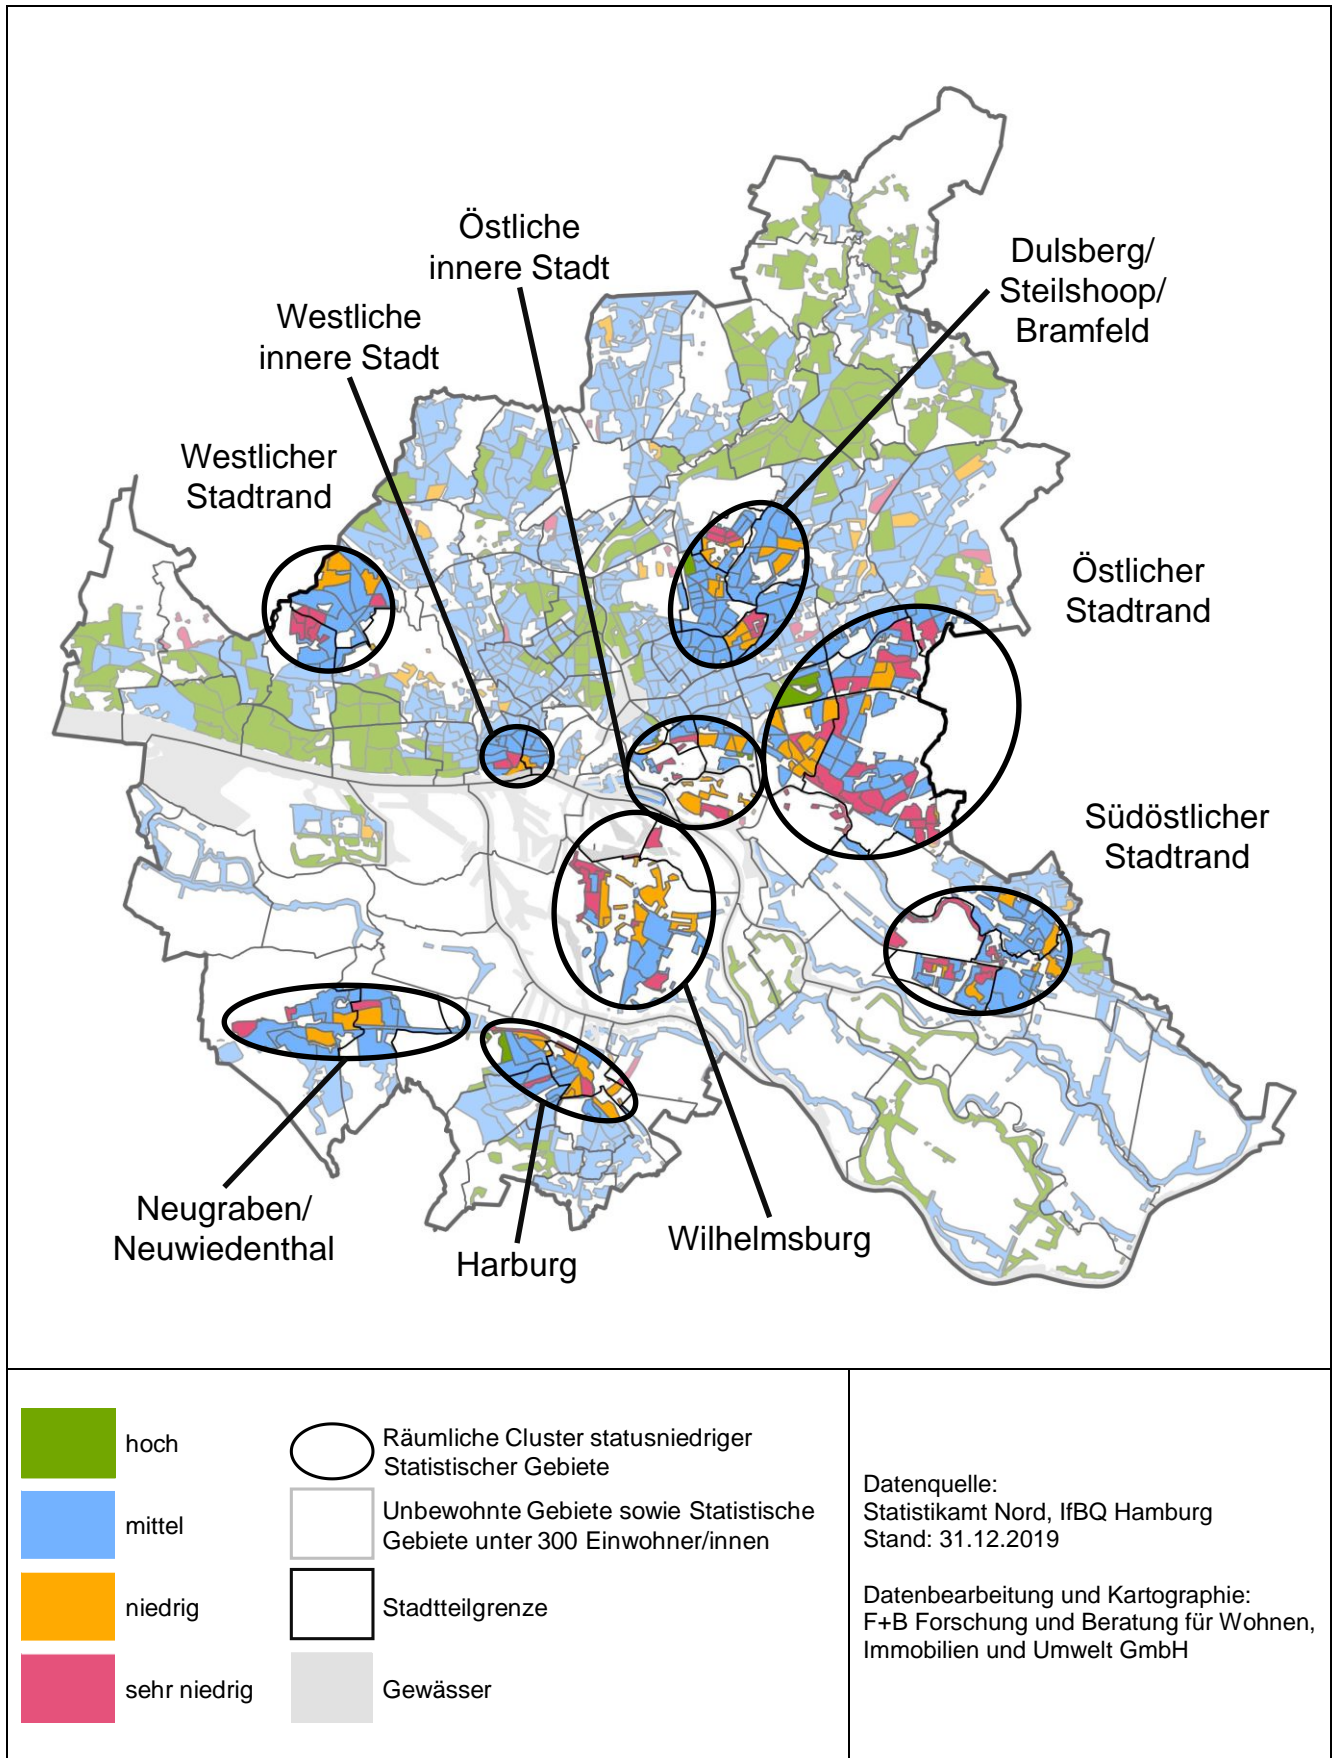 Östliche
innere Stadt
Dulsberg/
Steilshoop/
Bramfeld
Westliche
innere Stadt
Westlicher
Stadtrand
Östlicher
Stadtrand
Südöstlicher
Stadtrand
Neugraben/
Neuwiedenthal
Harburg
Wilhelmsburg
hoch
mittel
niedrig
sehr niedrig
Räumliche Cluster statusniedriger
Statistischer Gebiete
Unbewohnte Gebiete sowie Statistische
Gebiete unter 300 Einwohner/innen
Stadtteilgrenze
Gewässer
Datenquelle:
Statistikamt Nord, IfBQ Hamburg
Stand: 31.12.2019
Datenbearbeitung und Kartographie:
F+B Forschung und Beratung für Wohnen,
Immobilien und Umwelt GmbH